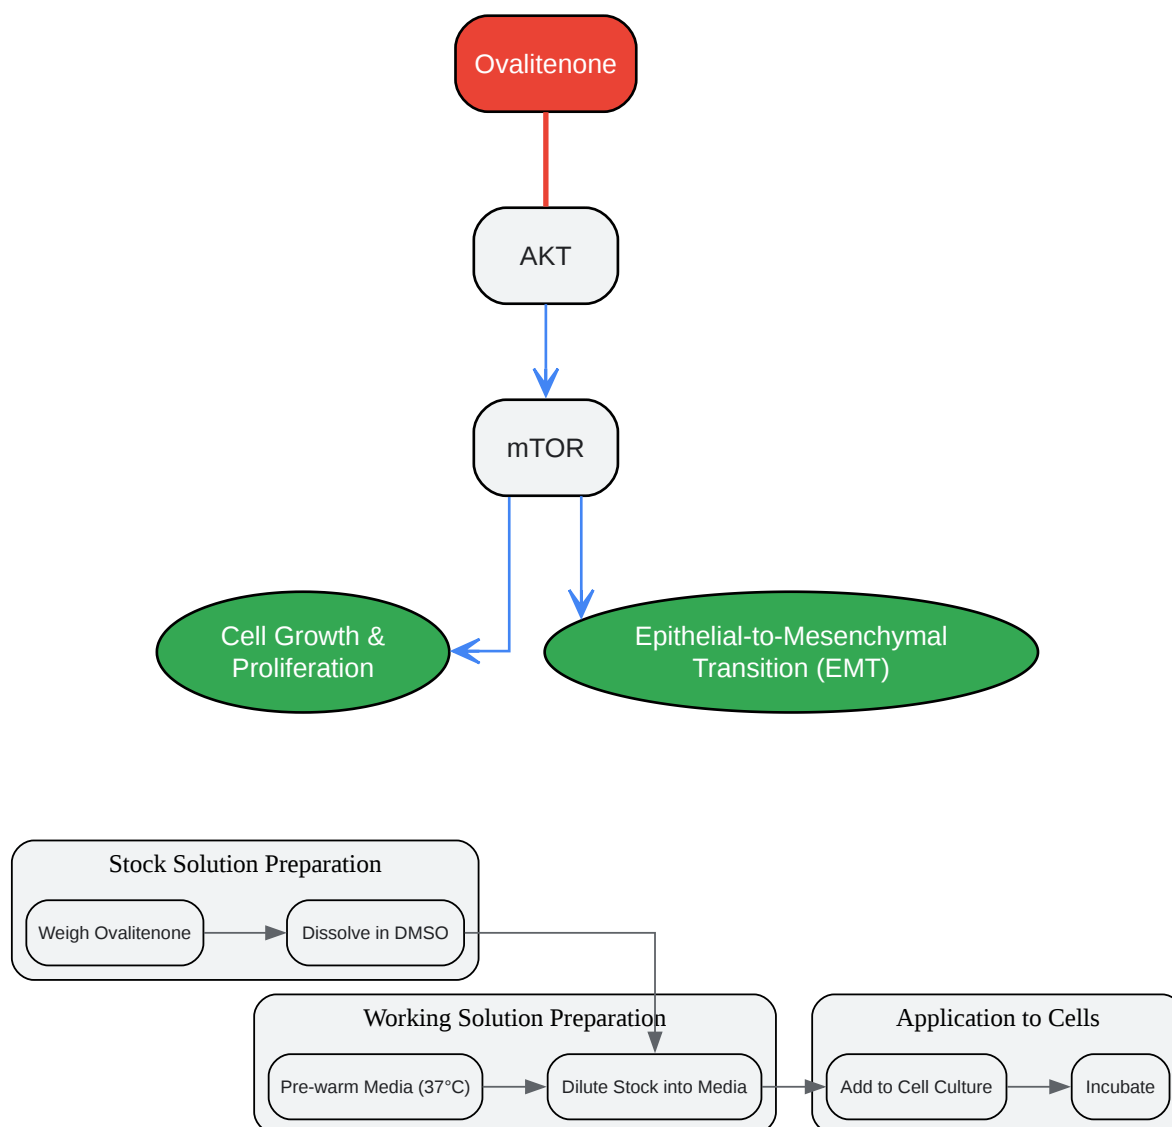 Ovalitenone
AKT
mTOR
Cell Growth &
Proliferation
Epithelial-to-Mesenchymal
Transition (EMT)
Stock Solution Preparation
Weigh Ovalitenone
Dissolve in DMSO
Working Solution Preparation
Pre-warm Media (37°C)
Dilute Stock into Media
Application to Cells
Add to Cell Culture
Incubate